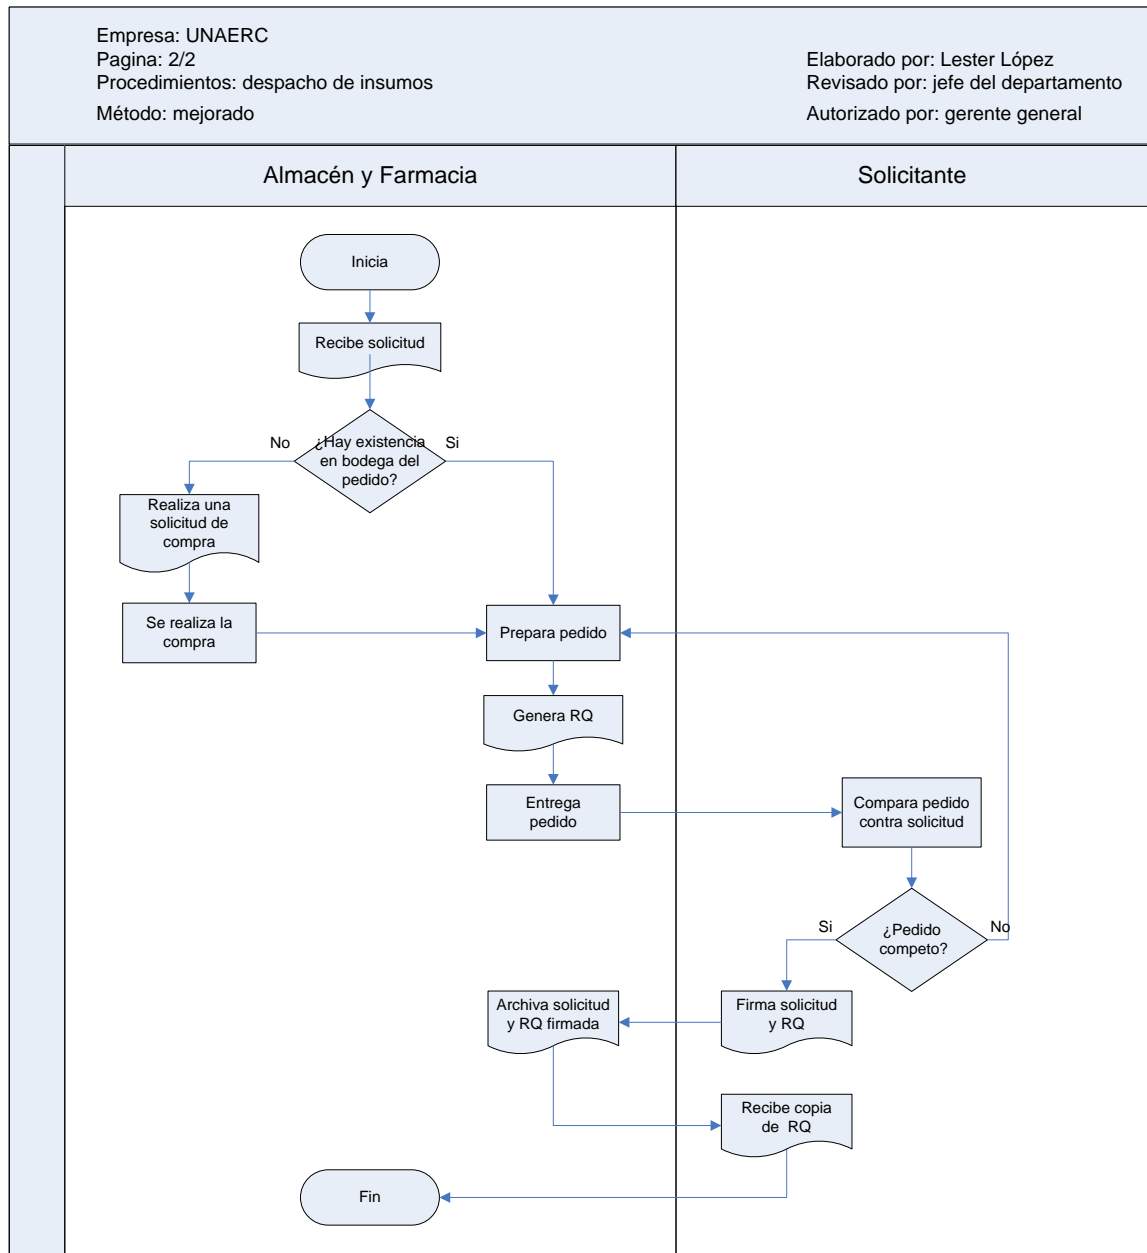 Empresa: UNAERC
Pagina: 2/2
Procedimientos: despacho de insumos
Método: mejorado
Elaborado por: Lester López
Revisado por: jefe del departamento
Autorizado por: gerente general
Almacén y Farmacia
Solicitante
Inicia
Recibe solicitud
¿Hay existencia
en bodega del
pedido?
No
Si
Realiza una
solicitud de
compra
Se realiza la
compra
Prepara pedido
Genera RQ
Entrega
pedido
Compara pedido
contra solicitud
¿Pedido
competo?
Si
No
Firma solicitud
y RQ
Archiva solicitud
y RQ firmada
Recibe copia
de RQ
Fin